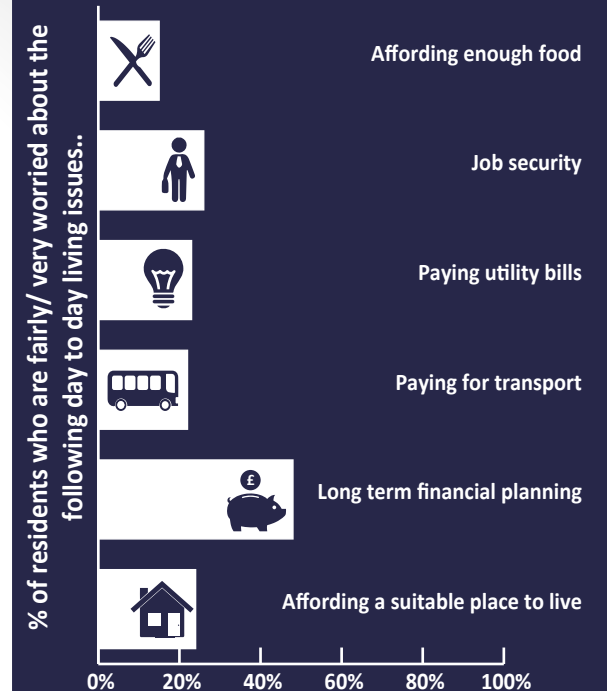 % of residents who are fairly/ very worried about the
following day to day living issues..
Affording enough food
Job security
Paying utility bills
Paying for transport
£
Long term financial planning
Affording a suitable place to live
0% 20% 40% 60% 80% 100%